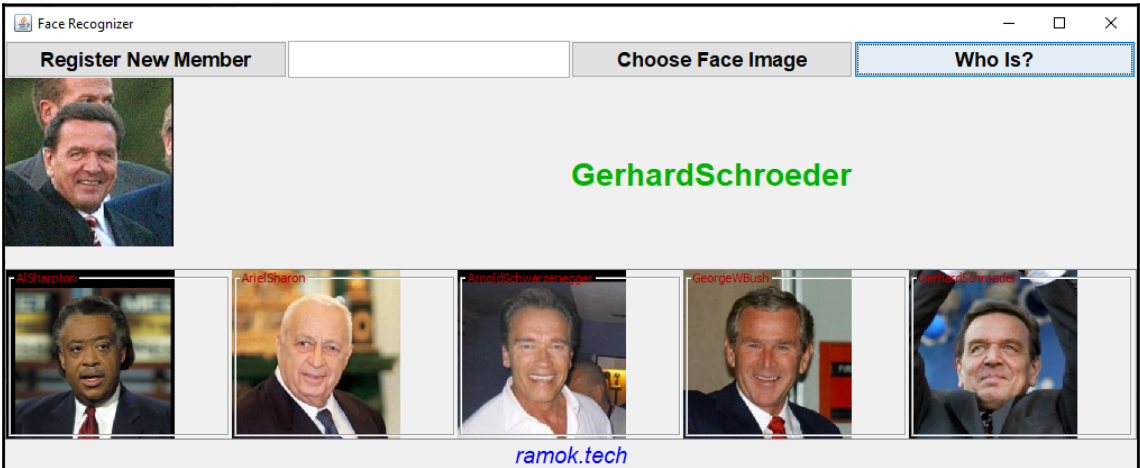 Face Recognizer
Register New Member Choose Face Image Who Is?
GerhardSchroeder
AlSharpton ArielSharon ArnoldSchwarzenegger GeorgeWBush GerhardSchroeder
ramok.tech